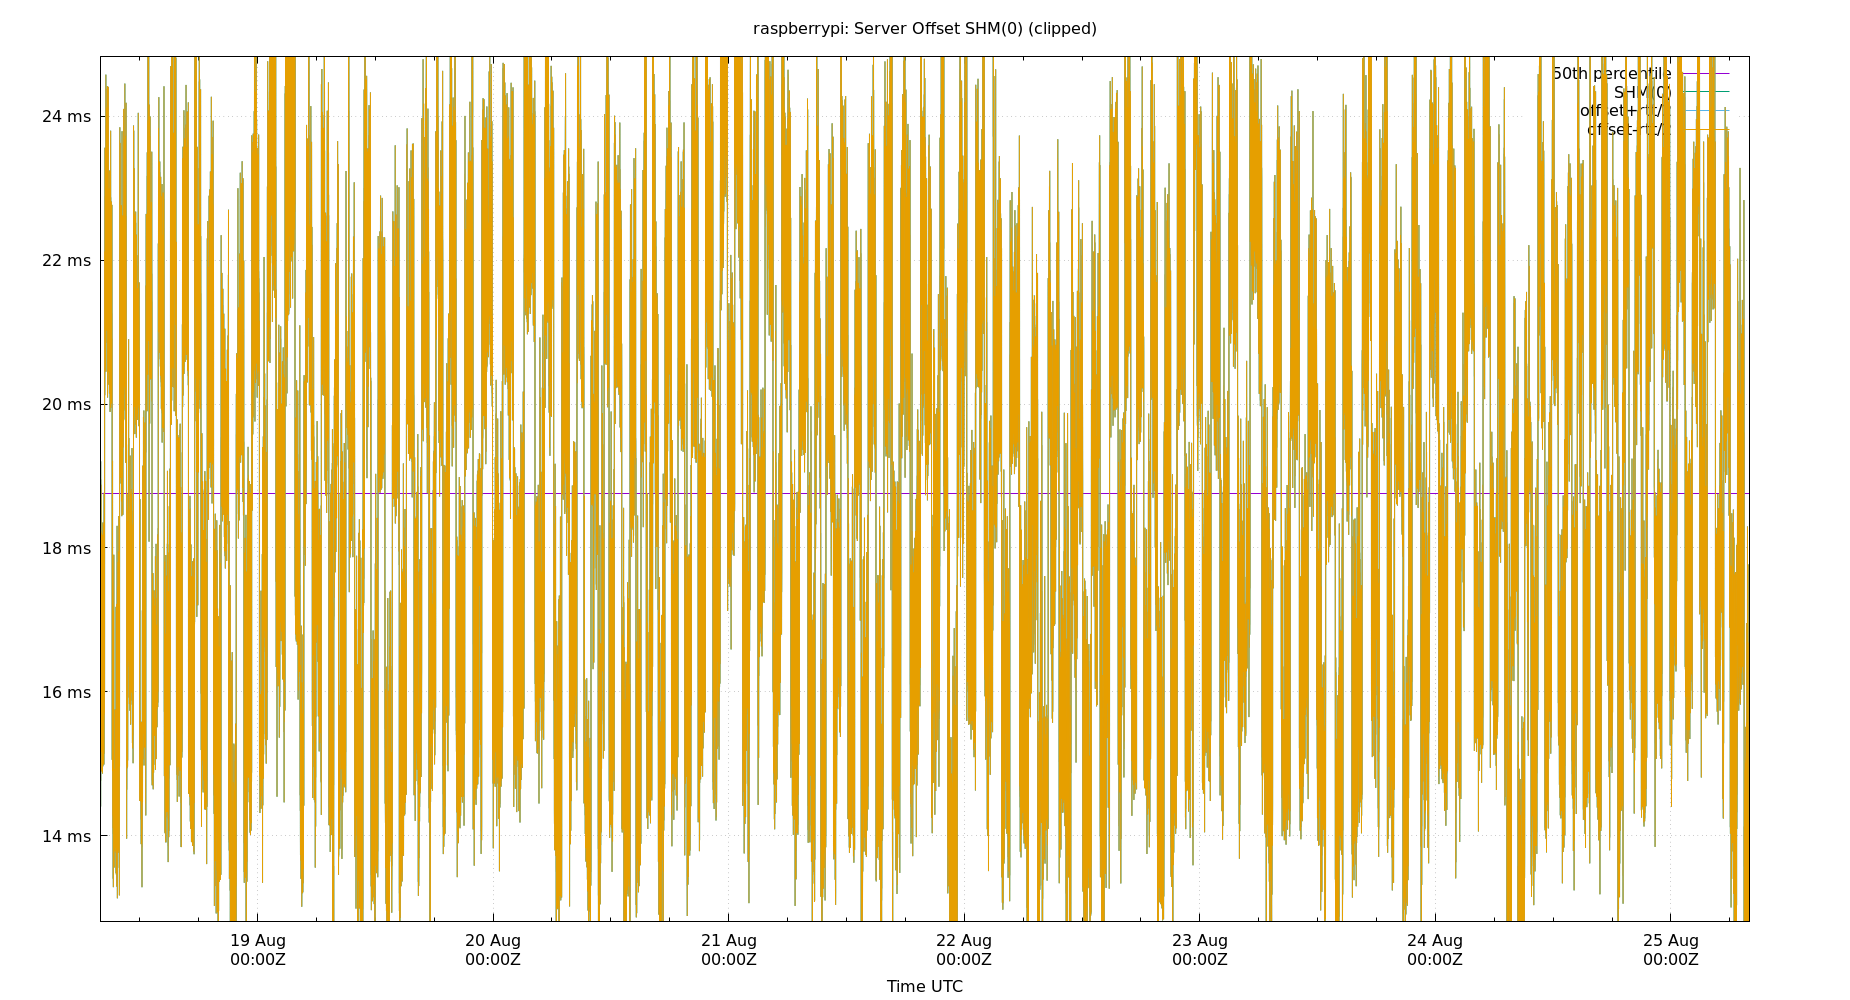 raspberrypi: Server Offset SHM(0) (clipped)
50th percentile
SHM(0)
offset+rtt/2
offset-rtt/2
24 ms
22 ms
20 ms
18 ms
16 ms
14 ms
19 Aug
00:00Z
20 Aug
00:00Z
21 Aug
00:00Z
22 Aug
00:00Z
23 Aug
00:00Z
24 Aug
00:00Z
25 Aug
00:00Z
Time UTC